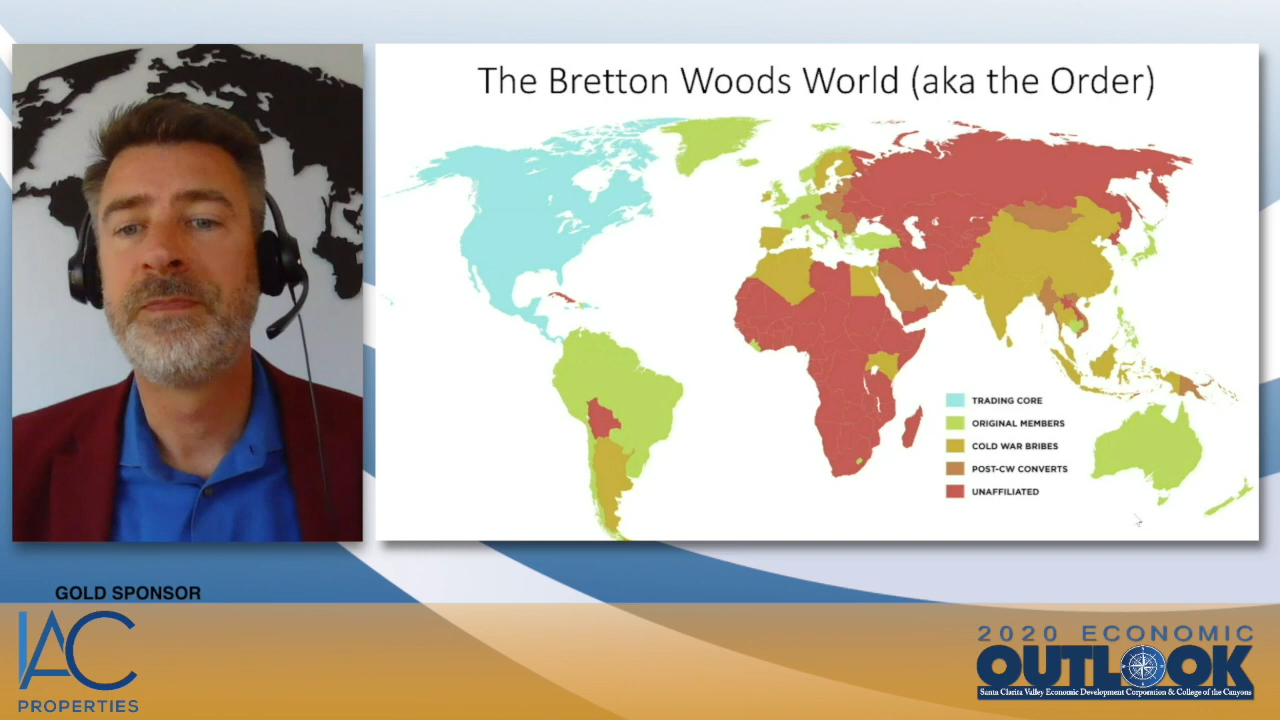 The Bretton Woods World (aka the Order)
TRADING CORE
ORIGINAL MEMBERS
COLD WAR BRIBES
POST-CW CONVERTS
UNAFFILIATED
GOLD SPONSOR
IAC
PROPERTIES
2020 ECONOMIC
OUTLOOK
Santa Clarita Valley Economic Development Corporation & College of the Canyons